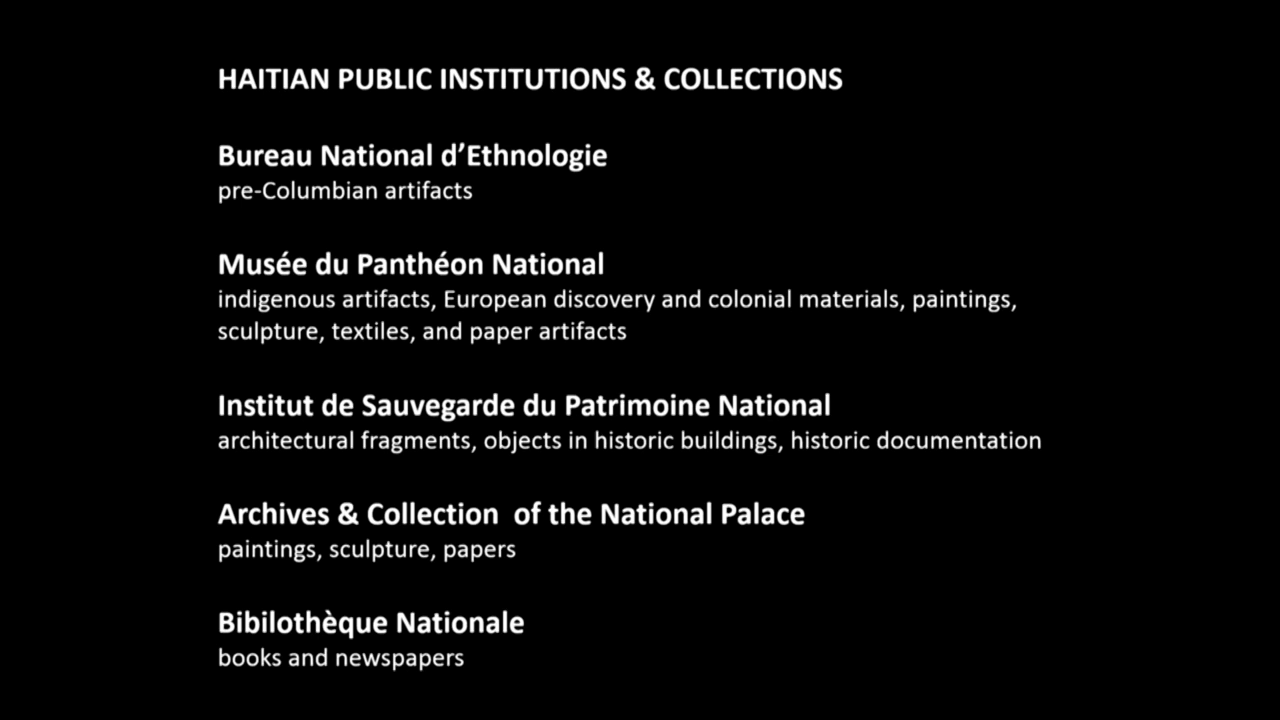 HAITIAN PUBLIC INSTITUTIONS & COLLECTIONS
Bureau National d’Ethnologie
pre-Columbian artifacts
Musée du Panthéon National
indigenous artifacts, European discovery and colonial materials, paintings,
sculpture, textiles, and paper artifacts
Institut de Sauvegarde du Patrimoine National
architectural fragments, objects in historic buildings, historic documentation
Archives & Collection  of the National Palace
paintings, sculpture, papers
Bibilothèque Nationale
books and newspapers